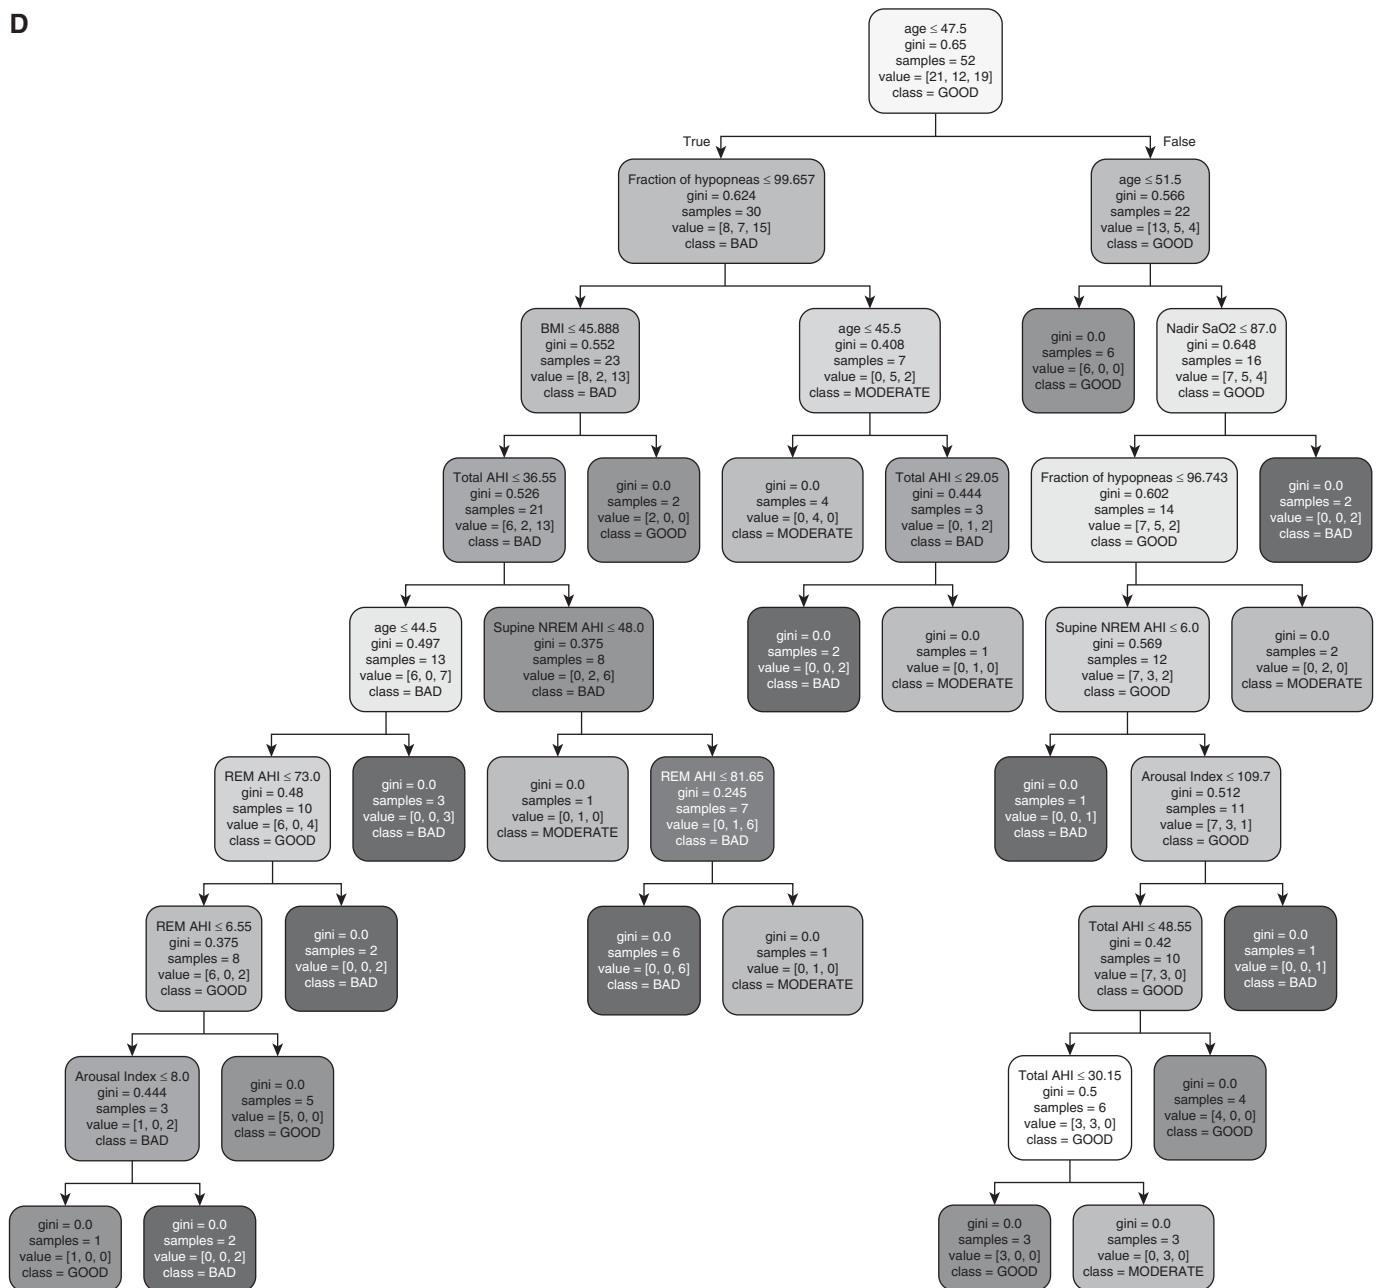 D
age ≤ 47.5
gini = 0.65
samples = 52
value = [21, 12, 19]
class = GOOD
True
False
Fraction of hypopneas ≤ 99.657
gini = 0.624
samples = 30
value = [8, 7, 15]
class = BAD
age ≤ 51.5
gini = 0.566
samples = 22
value = [13, 5, 4]
class = GOOD
BMI ≤ 45.888
gini = 0.552
samples = 23
value = [8, 2, 13]
class = BAD
age ≤ 45.5
gini = 0.408
samples = 7
value = [0, 5, 2]
class = MODERATE
gini = 0.0
samples = 6
value = [6, 0, 0]
class = GOOD
Nadir SaO2 ≤ 87.0
gini = 0.648
samples = 16
value = [7, 5, 4]
class = GOOD
Total AHI ≤ 36.55
gini = 0.526
samples = 21
value = [6, 2, 13]
class = BAD
gini = 0.0
samples = 2
value = [2, 0, 0]
class = GOOD
gini = 0.0
samples = 4
value = [0, 4, 0]
class = MODERATE
Total AHI ≤ 29.05
gini = 0.444
samples = 3
value = [0, 1, 2]
class = BAD
Fraction of hypopneas ≤ 96.743
gini = 0.602
samples = 14
value = [7, 5, 2]
class = GOOD
gini = 0.0
samples = 2
value = [0, 0, 2]
class = BAD
age ≤ 44.5
gini = 0.497
samples = 13
value = [6, 0, 7]
class = BAD
Supine NREM AHI ≤ 48.0
gini = 0.375
samples = 8
value = [0, 2, 6]
class = BAD
gini = 0.0
samples = 2
value = [0, 0, 2]
class = BAD
gini = 0.0
samples = 1
value = [0, 1, 0]
class = MODERATE
Supine NREM AHI ≤ 6.0
gini = 0.569
samples = 12
value = [7, 3, 2]
class = GOOD
gini = 0.0
samples = 2
value = [0, 2, 0]
class = MODERATE
REM AHI ≤ 73.0
gini = 0.48
samples = 10
value = [6, 0, 4]
class = GOOD
gini = 0.0
samples = 3
value = [0, 0, 3]
class = BAD
gini = 0.0
samples = 1
value = [0, 1, 0]
class = MODERATE
REM AHI ≤ 81.65
gini = 0.245
samples = 7
value = [0, 1, 6]
class = BAD
gini = 0.0
samples = 1
value = [0, 0, 1]
class = BAD
Arousal Index ≤ 109.7
gini = 0.512
samples = 11
value = [7, 3, 1]
class = GOOD
REM AHI ≤ 6.55
gini = 0.375
samples = 8
value = [6, 0, 2]
class = GOOD
gini = 0.0
samples = 2
value = [0, 0, 2]
class = BAD
gini = 0.0
samples = 6
value = [0, 0, 6]
class = BAD
gini = 0.0
samples = 1
value = [0, 1, 0]
class = MODERATE
Total AHI ≤ 48.55
gini = 0.42
samples = 10
value = [7, 3, 0]
class = GOOD
gini = 0.0
samples = 1
value = [0, 0, 1]
class = BAD
Arousal Index ≤ 8.0
gini = 0.444
samples = 3
value = [1, 0, 2]
class = BAD
gini = 0.0
samples = 5
value = [5, 0, 0]
class = GOOD
Total AHI ≤ 30.15
gini = 0.5
samples = 6
value = [3, 3, 0]
class = GOOD
gini = 0.0
samples = 4
value = [4, 0, 0]
class = GOOD
gini = 0.0
samples = 1
value = [1, 0, 0]
class = GOOD
gini = 0.0
samples = 2
value = [0, 0, 2]
class = BAD
gini = 0.0
samples = 3
value = [3, 0, 0]
class = GOOD
gini = 0.0
samples = 3
value = [0, 3, 0]
class = MODERATE